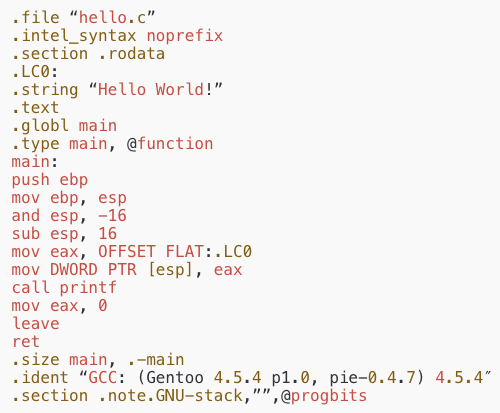 .file “hello.c”
.intel_syntax noprefix
.section .rodata
.LC0:
.string “Hello World!”
.text
.globl main
.type main, @function
main:
push ebp
mov ebp, esp
and esp, -16
sub esp, 16
mov eax, OFFSET FLAT:.LC0
mov DWORD PTR [esp], eax
call printf
mov eax, 0
leave
ret
.size main, .-main
.ident “GCC: (Gentoo 4.5.4 p1.0, pie-0.4.7) 4.5.4″
.section .note.GNU-stack,””,@progbits